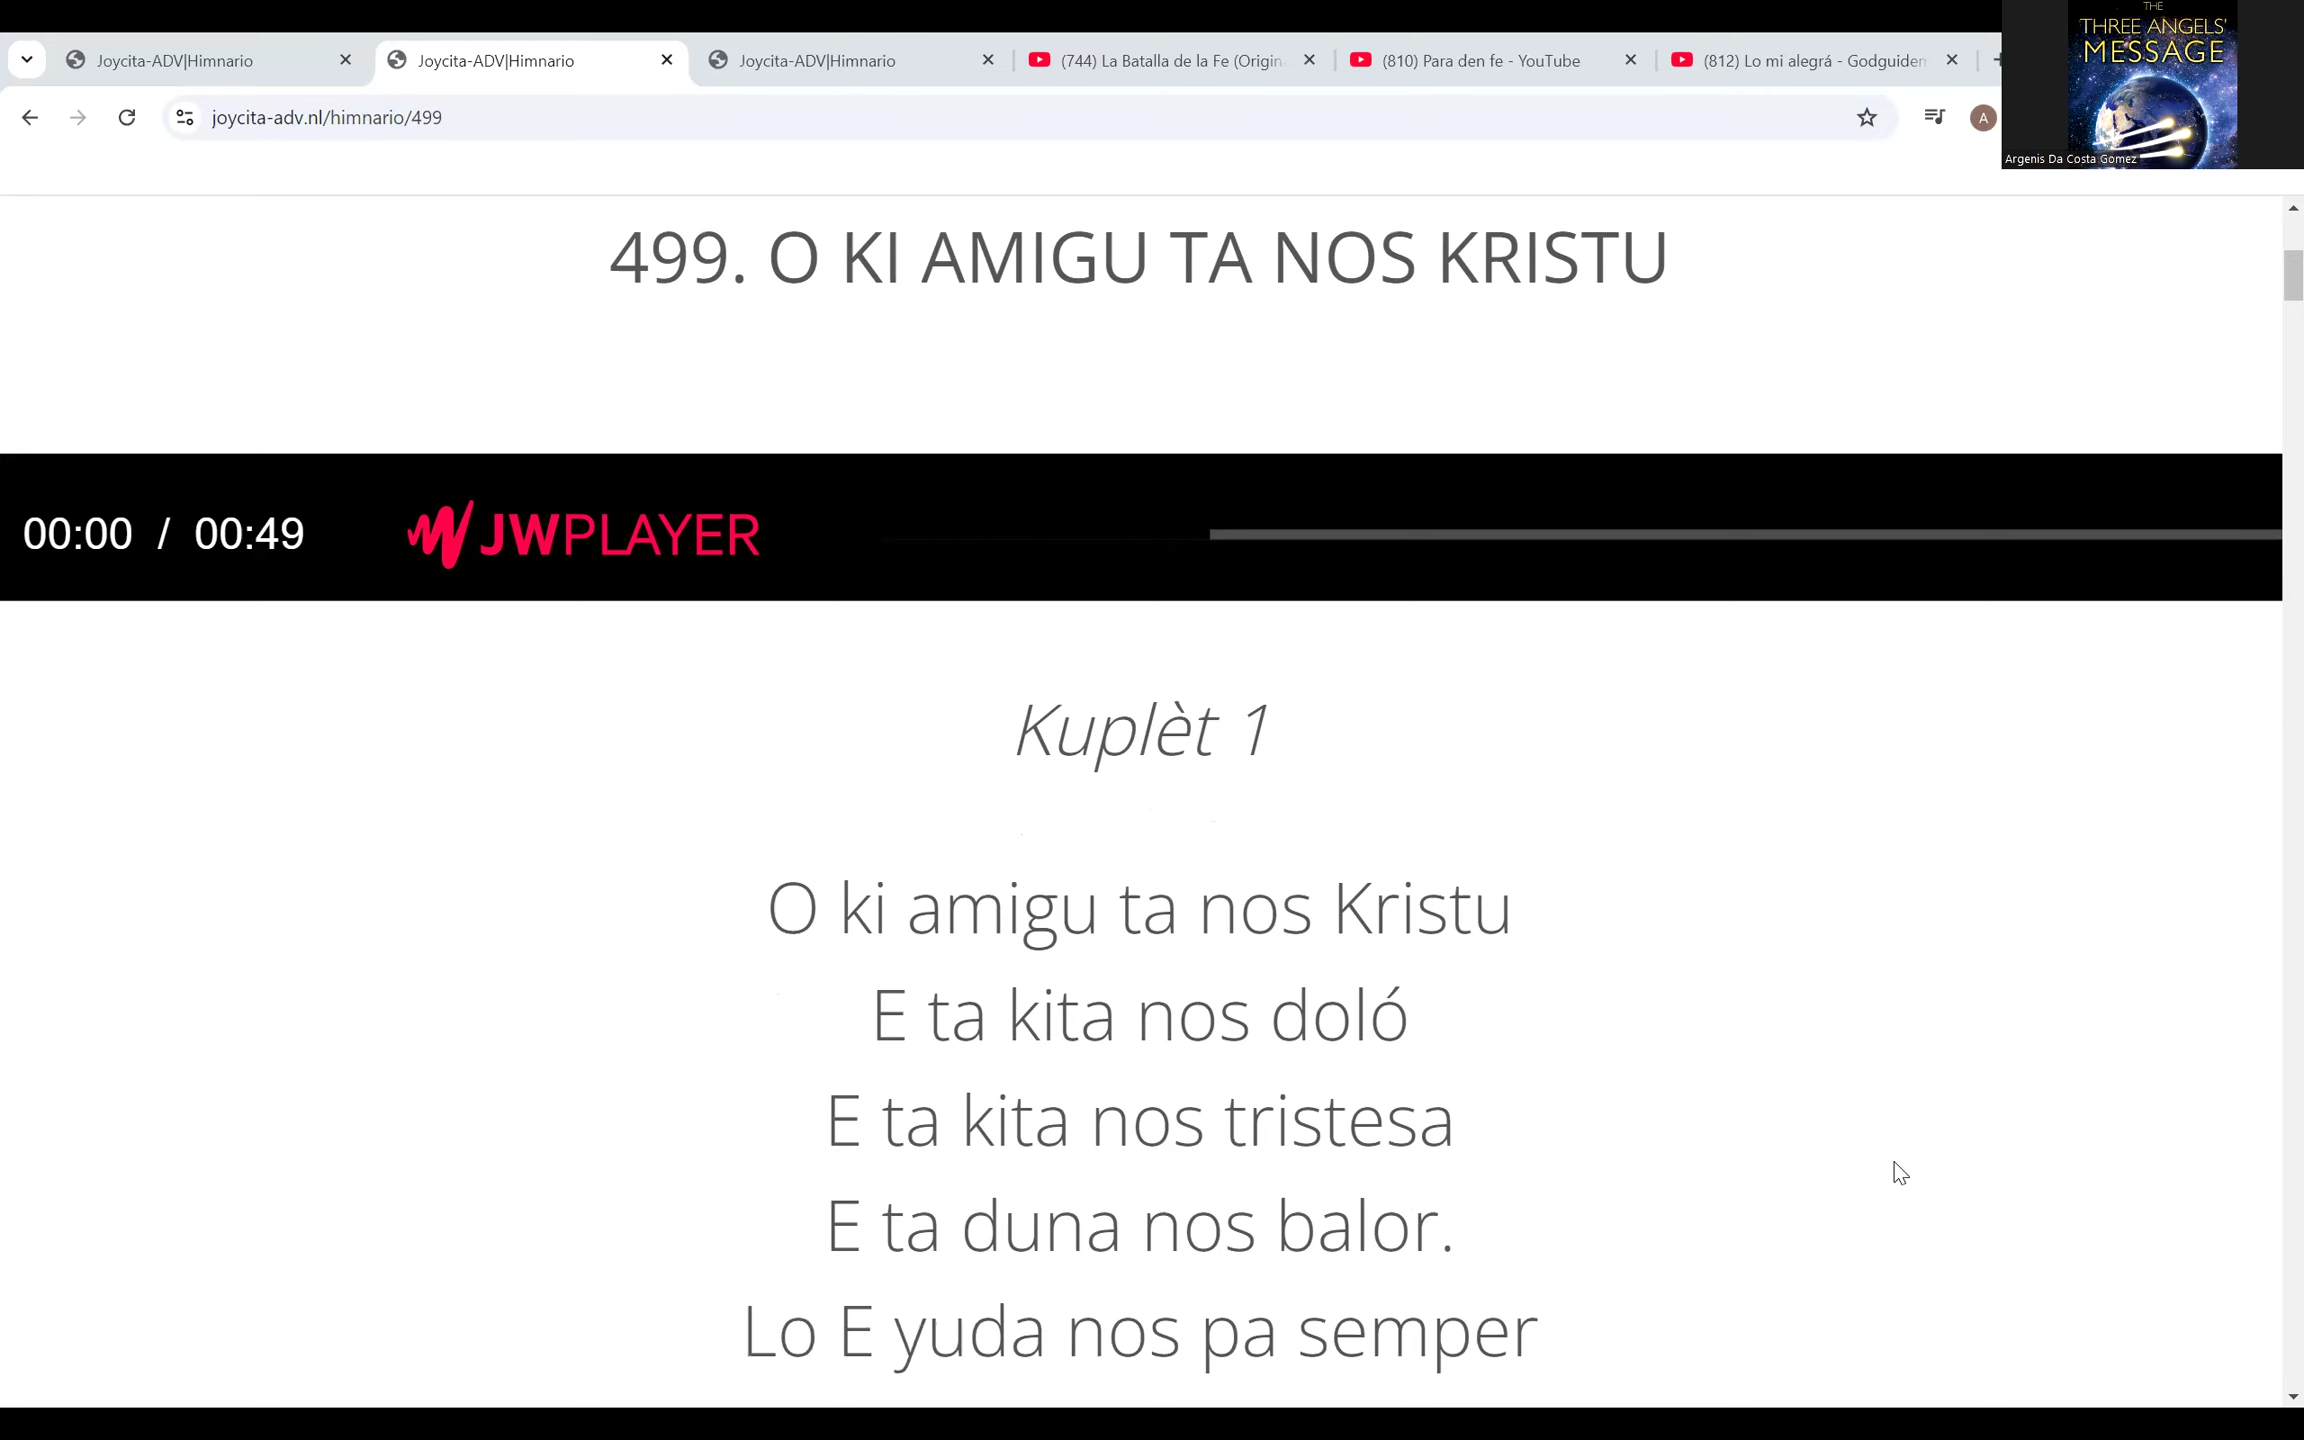 THE
THREE ANGELS'
MESSAGE
Argenis Da Costa Gomez
Joycita-ADV|Himnario
Joycita-ADV|Himnario
Joycita-ADV|Himnario
(744) La Batalla de la Fe (Origin
(810) Para den fe - YouTube
(812) Lo mi alegrá - Godguiden
joycita-adv.nl/himnario/499
A
499. O KI AMIGU TA NOS KRISTU
00:00 / 00:49
JWPLAYER
Kuplèt 1
O ki amigu ta nos Kristu
E ta kita nos doló
E ta kita nos tristesa
E ta duna nos balor.
Lo E yuda nos pa semper